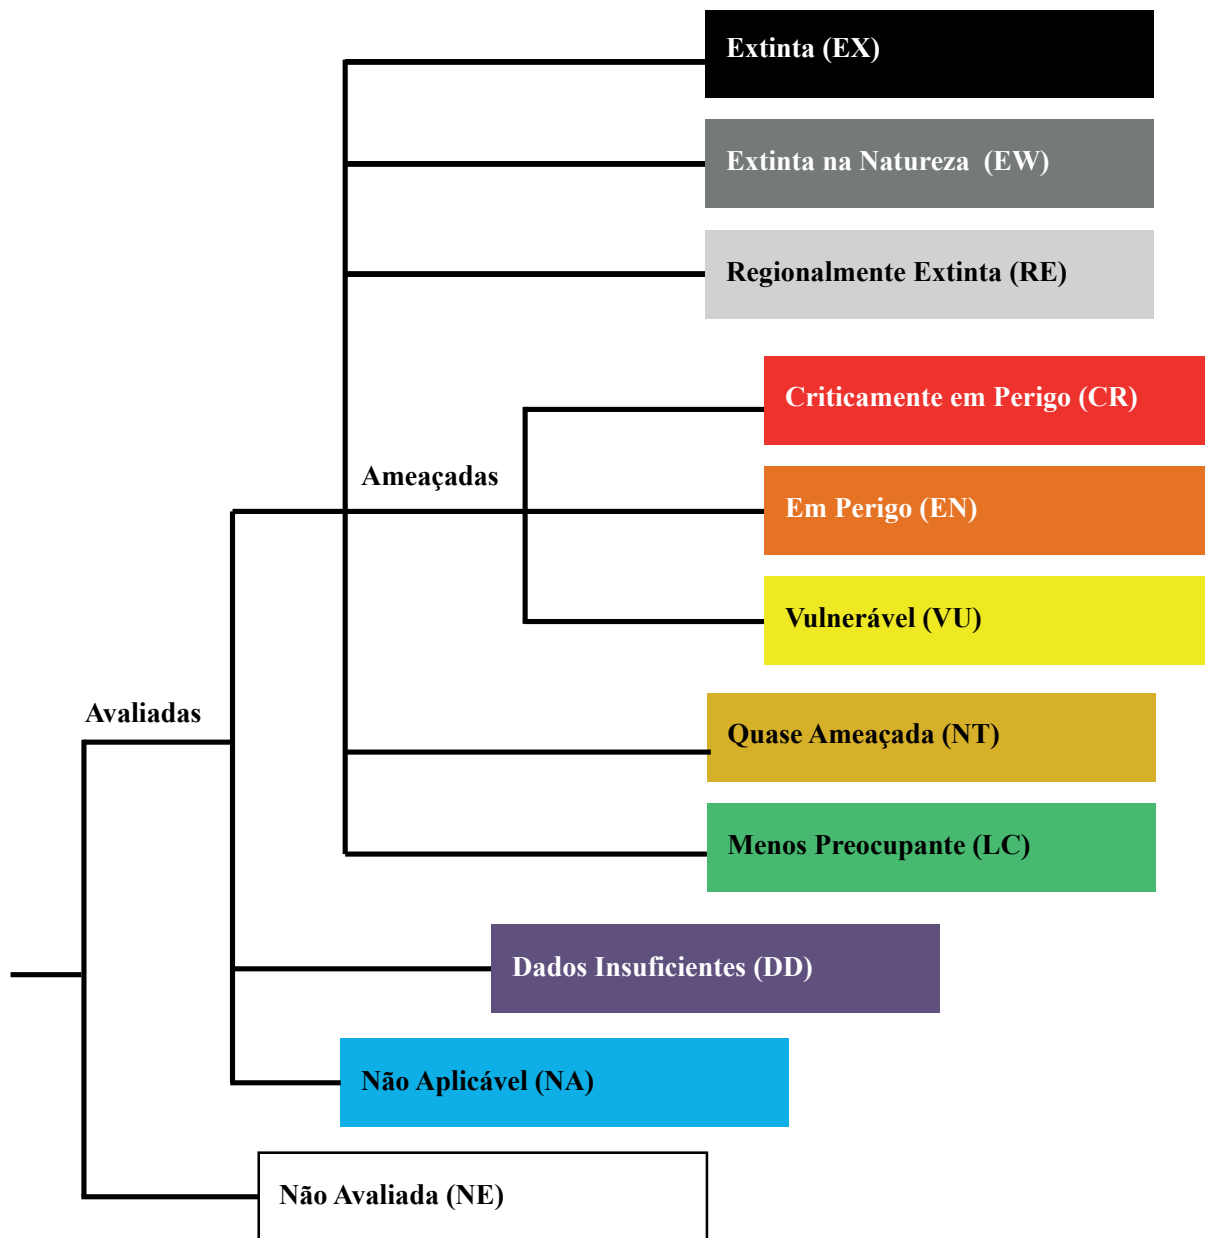 Extinta (EX)
Extinta na Natureza (EW)
Regionalmente Extinta (RE)
Criticamente em Perigo (CR)
Ameaçadas
Em Perigo (EN)
Vulnerável (VU)
Avaliadas
Quase Ameaçada (NT)
Menos Preocupante (LC)
Dados Insuficientes (DD)
Não Aplicável (NA)
Não Avaliada (NE)